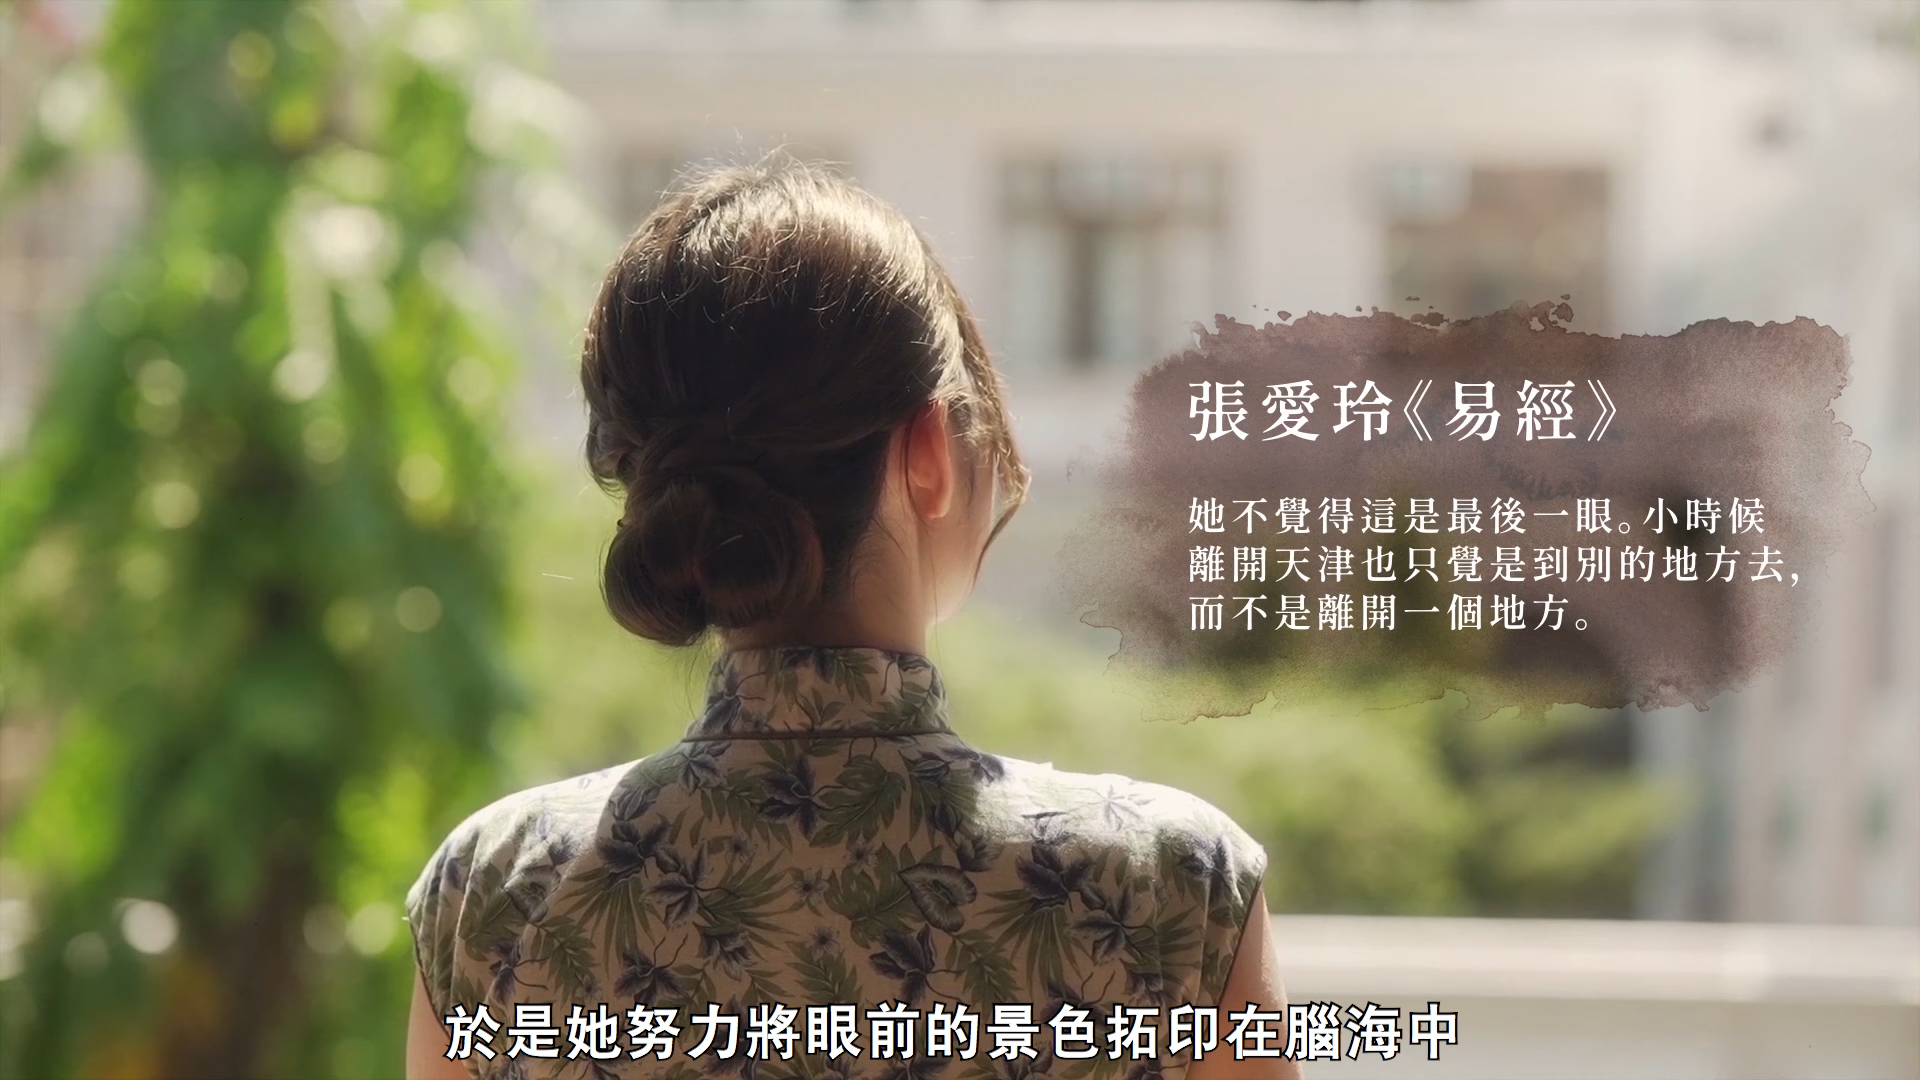 張愛玲《易經》
她不覺得這是最後一眼。小時候
離開天津也只覺是到別的地方去，
而不是離開一個地方。
於是她努力將眼前的景色拓印在腦海中